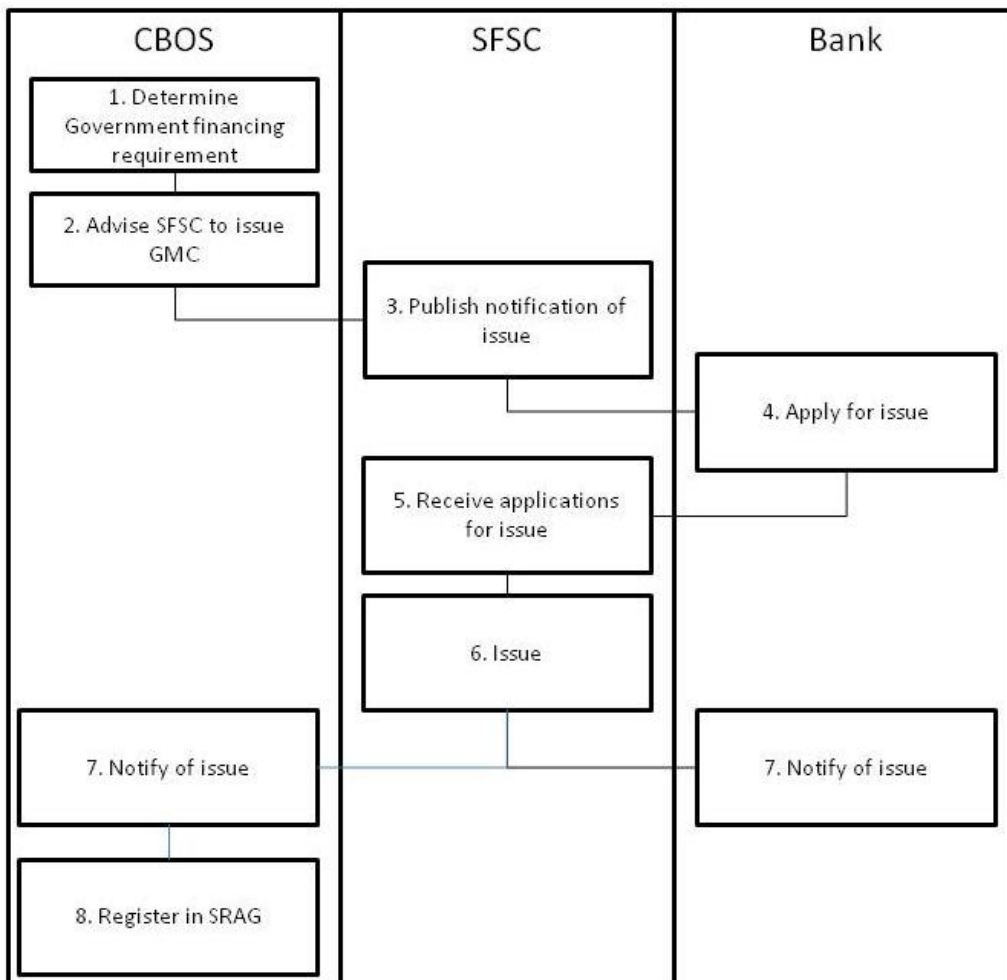 CBOS
SFSC
Bank
1. Determine
Government financing
requirement
2. Advise SFSC to issue
GMC
3. Publish notification of
issue
4. Apply for issue
5. Receive applications
for issue
6. Issue
7. Notify of issue
7. Notify of issue
8. Register in SRAG